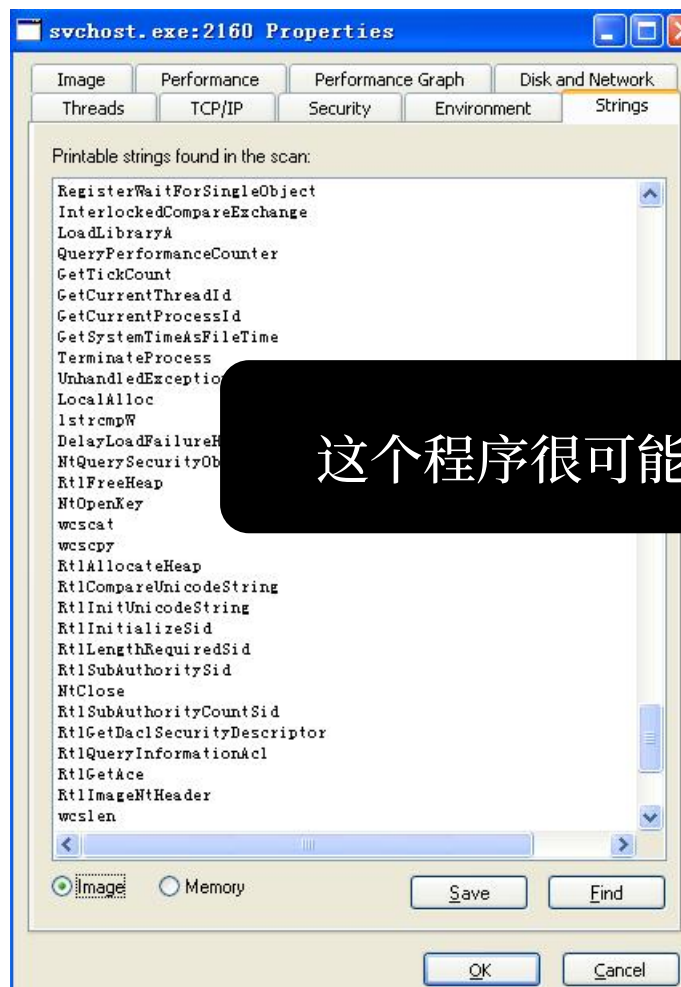 svchost.exe:2160 Properties
Image Performance Performance Graph Disk and Network
Threads TCP/IP Security Environment Strings
Printable strings found in the scan:
RegisterWaitForSingleObject
InterlockedCompareExchange
LoadLibraryA
QueryPerformanceCounter
GetTickCount
GetCurrentThreadId
GetCurrentProcessId
GetSystemTimeAsFileTime
TerminateProcess
LocalAlloc
lstrcmpW
这个程序很可能
RtlFreeHeap
NtOpenKey
wcscat
wcscpy
RtlAllocateHeap
RtlCompareUnicodeString
RtlInitUnicodeString
RtlInitializeSid
RtlLengthRequiredSid
RtlSubAuthoritySid
NtClose
RtlSubAuthorityCountSid
RtlGetDaclSecurityDescriptor
RtlQueryInformationAcl
RtlGetAce
RtlImageNtHeader
wcslen
Image Memory Save Find
OK Cancel